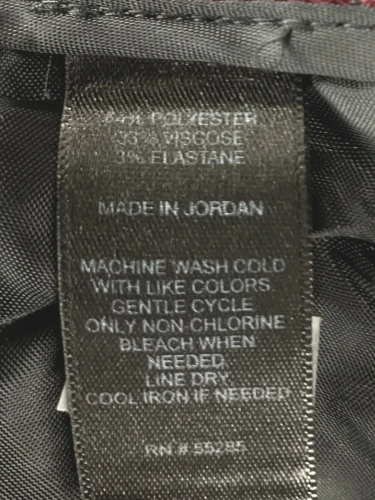 64% POLYESTER
33% VISCOSE
3% ELASTANE
MADE IN JORDAN
MACHINE WASH COLD
WITH LIKE COLORS
GENTLE CYCLE
ONLY NON-CHLORINE
BLEACH WHEN
NEEDED
LINE DRY
COOL IRON IF NEEDED
RN # 55285